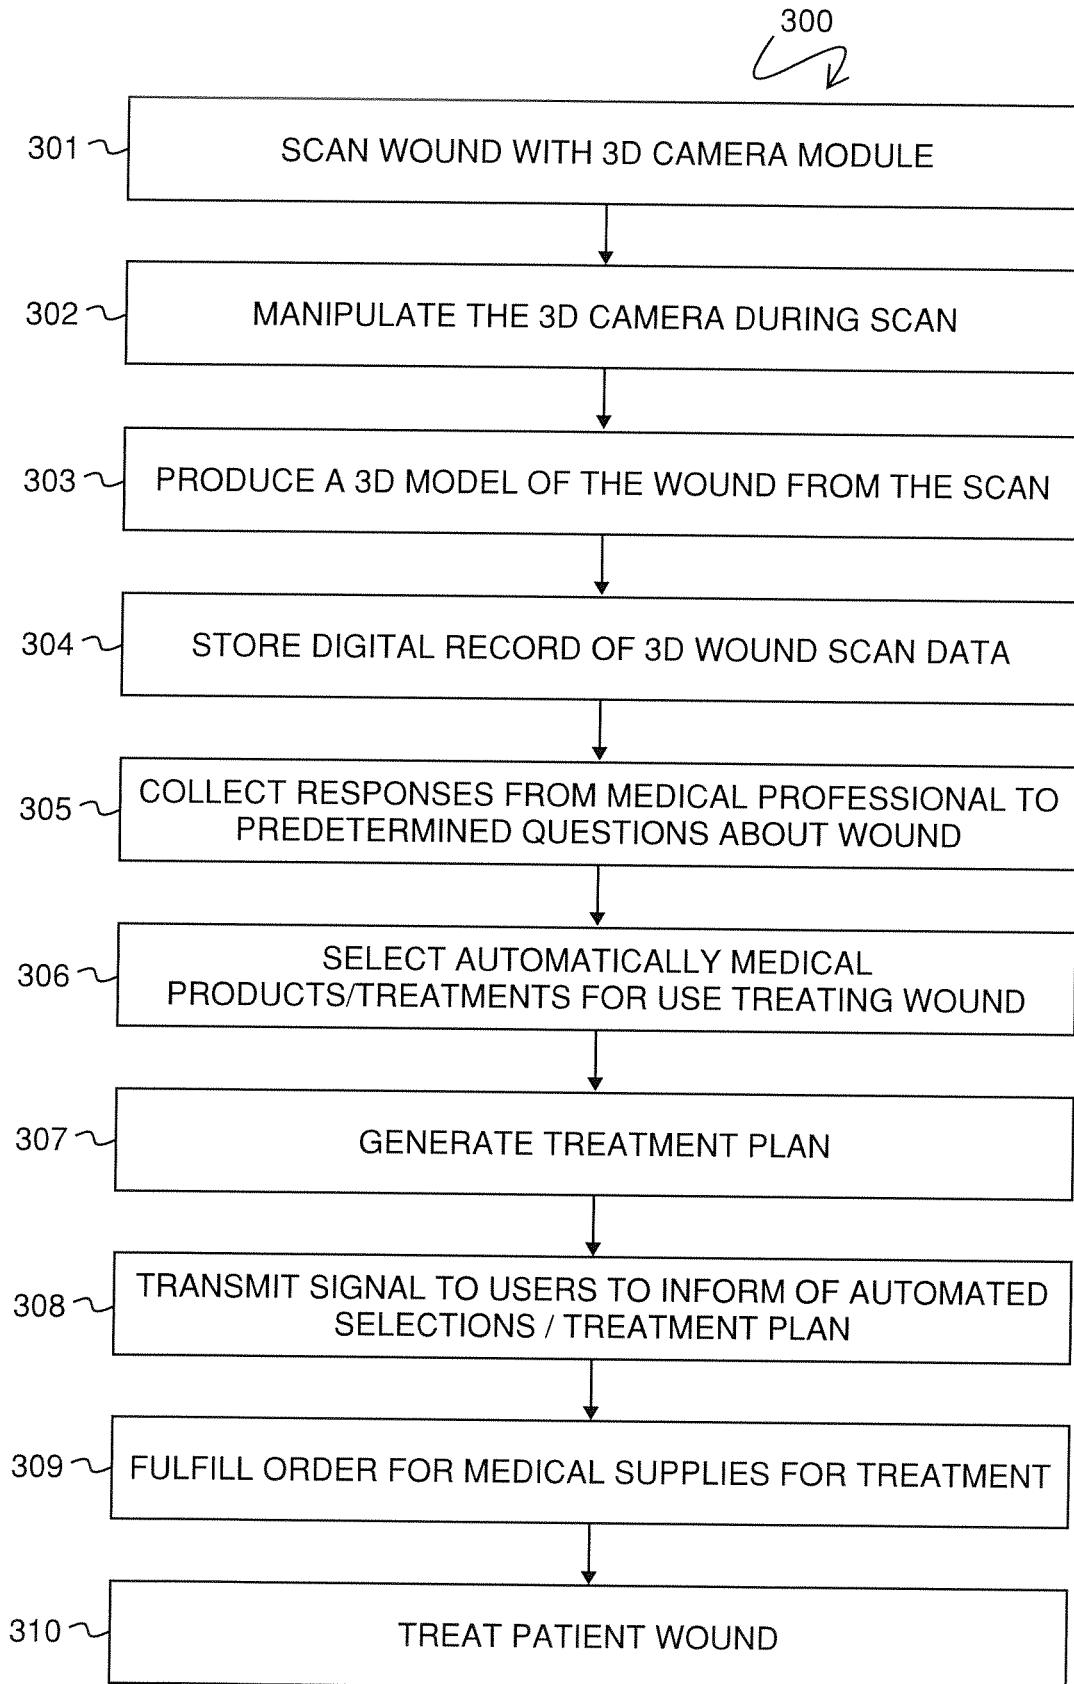 300
301
SCAN WOUND WITH 3D CAMERA MODULE
302
MANIPULATE THE 3D CAMERA DURING SCAN
303
PRODUCE A 3D MODEL OF THE WOUND FROM THE SCAN
304
STORE DIGITAL RECORD OF 3D WOUND SCAN DATA
305
COLLECT RESPONSES FROM MEDICAL PROFESSIONAL TO
PREDETERMINED QUESTIONS ABOUT WOUND
306
SELECT AUTOMATICALLY MEDICAL
PRODUCTS/TREATMENTS FOR USE TREATING WOUND
307
GENERATE TREATMENT PLAN
308
TRANSMIT SIGNAL TO USERS TO INFORM OF AUTOMATED
SELECTIONS / TREATMENT PLAN
309
FULFILL ORDER FOR MEDICAL SUPPLIES FOR TREATMENT
310
TREAT PATIENT WOUND